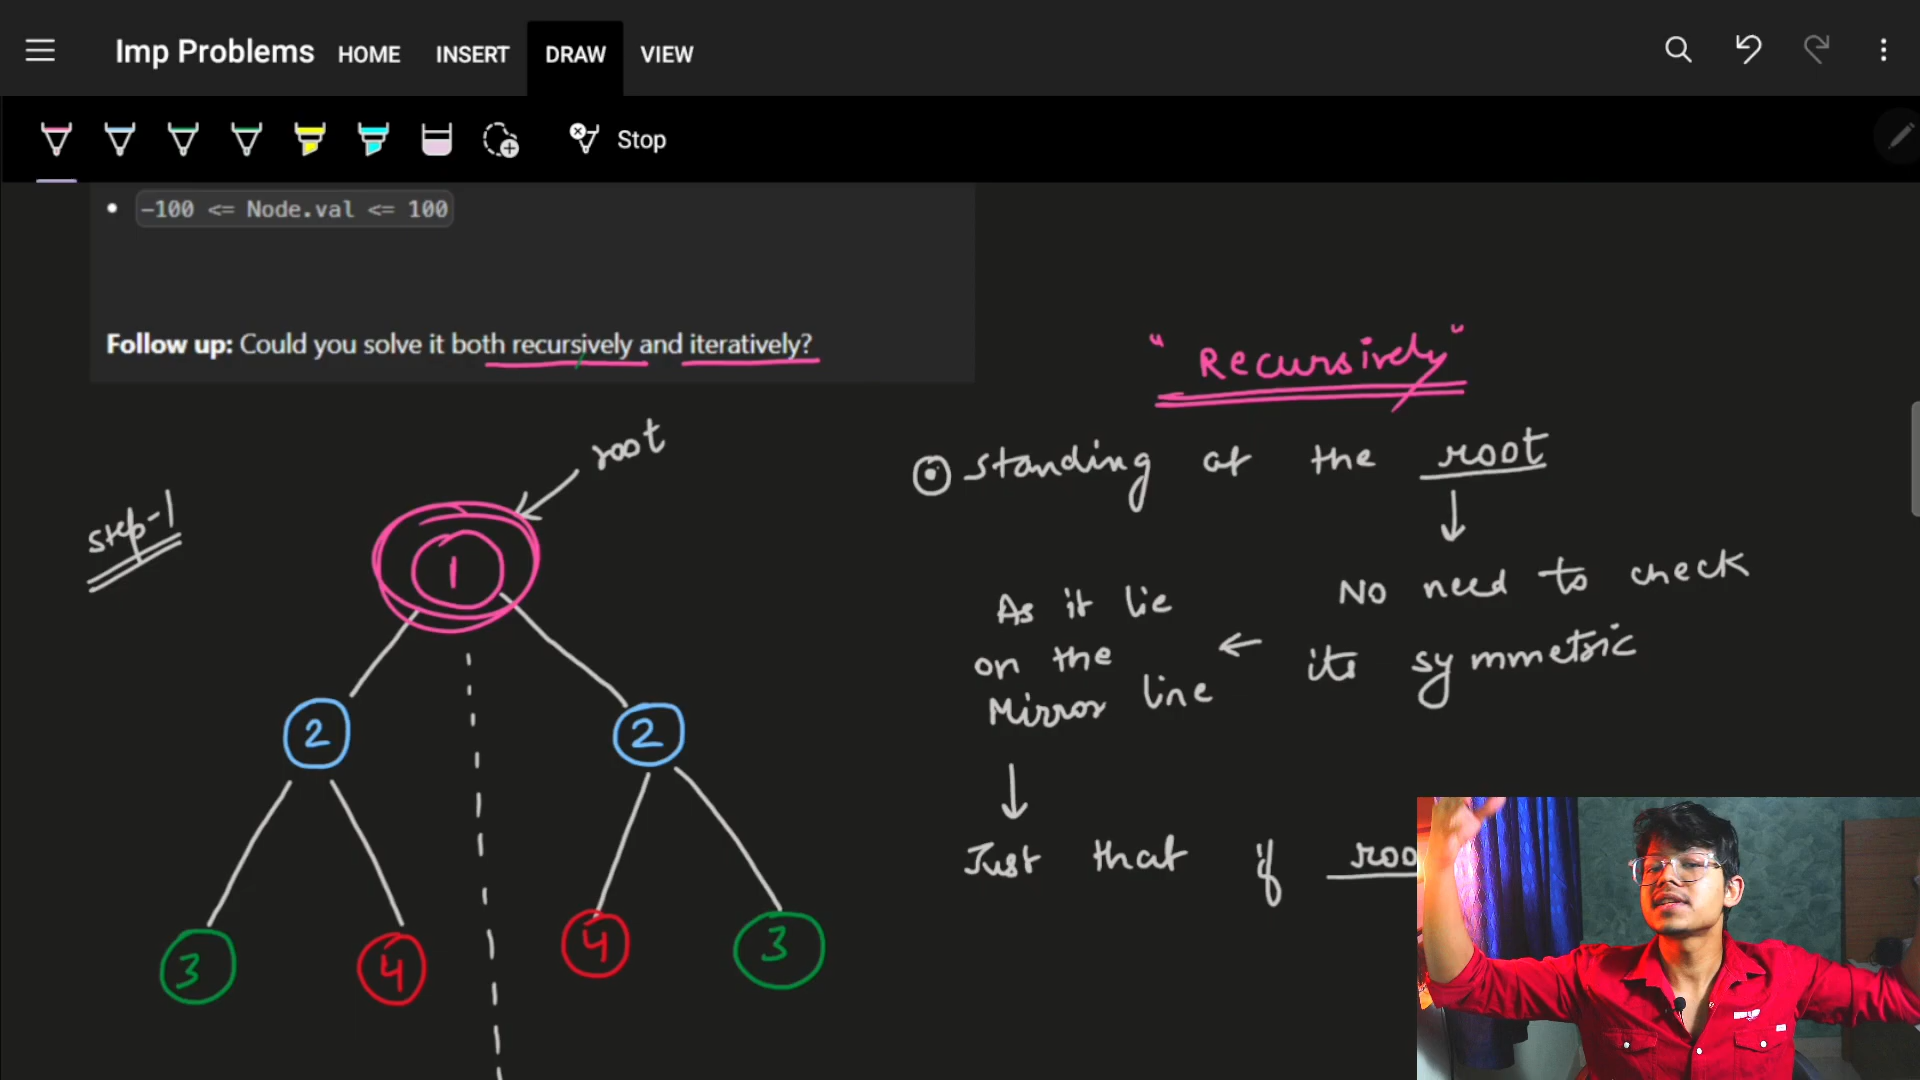 Imp Problems HOME INSERT DRAW VIEW
Stop
-100 <= Node.val <= 100
Follow up: Could you solve it both recursively and iteratively?
"Recursively"
root
standing at the root
step-1
1
No need to check
its symmetric
As it lie
on the
Mirror line
2 2
Just that if
3 4 4 3